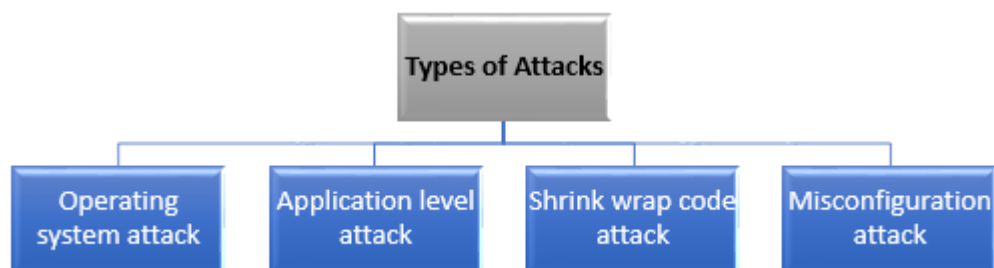 Types of Attacks
Operating
system attack
Application level
attack
Shrink wrap code
attack
Misconfiguration
attack